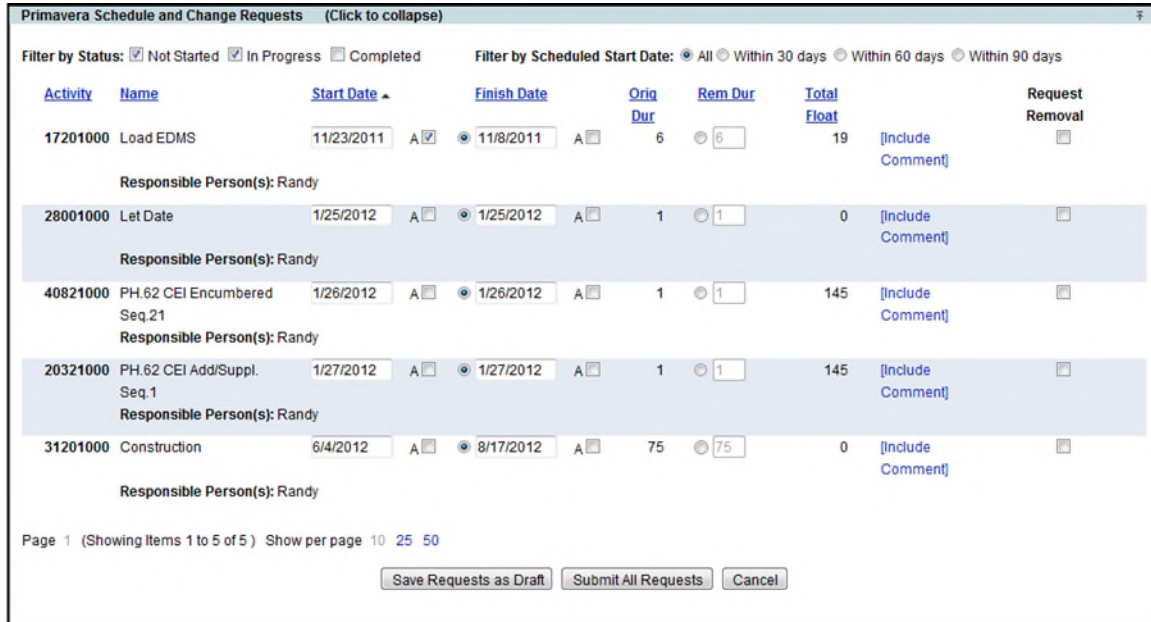 Primavera Schedule and Change Requests (Click to collapse)
Filter by Status: Not Started In Progress Completed Filter by Scheduled Start Date: All Within 30 days Within 60 days Within 90 days
Activity Name Start Date Finish Date Orig Rem Dur Total Request
Dur Float Removal
17201000 Load EDMS 11/23/2011 A 11/8/2011 A 6 6 19 [Include
Comment]
Responsible Person(s): Randy
28001000 Let Date 1/25/2012 A 1/25/2012 A 1 1 0 [Include
Comment]
Responsible Person(s): Randy
40821000 PH.62 CEI Encumbered 1/26/2012 A 1/26/2012 A 1 1 145 [Include
Seq.21 Comment]
Responsible Person(s): Randy
20321000 PH.62 CEI Add/Suppl. 1/27/2012 A 1/27/2012 A 1 1 145 [Include
Seq.1 Comment]
Responsible Person(s): Randy
31201000 Construction 6/4/2012 A 8/17/2012 A 75 75 0 [Include
Comment]
Responsible Person(s): Randy
Page 1 (Showing Items 1 to 5 of 5 ) Show per page 10 25 50
Save Requests as Draft Submit All Requests Cancel